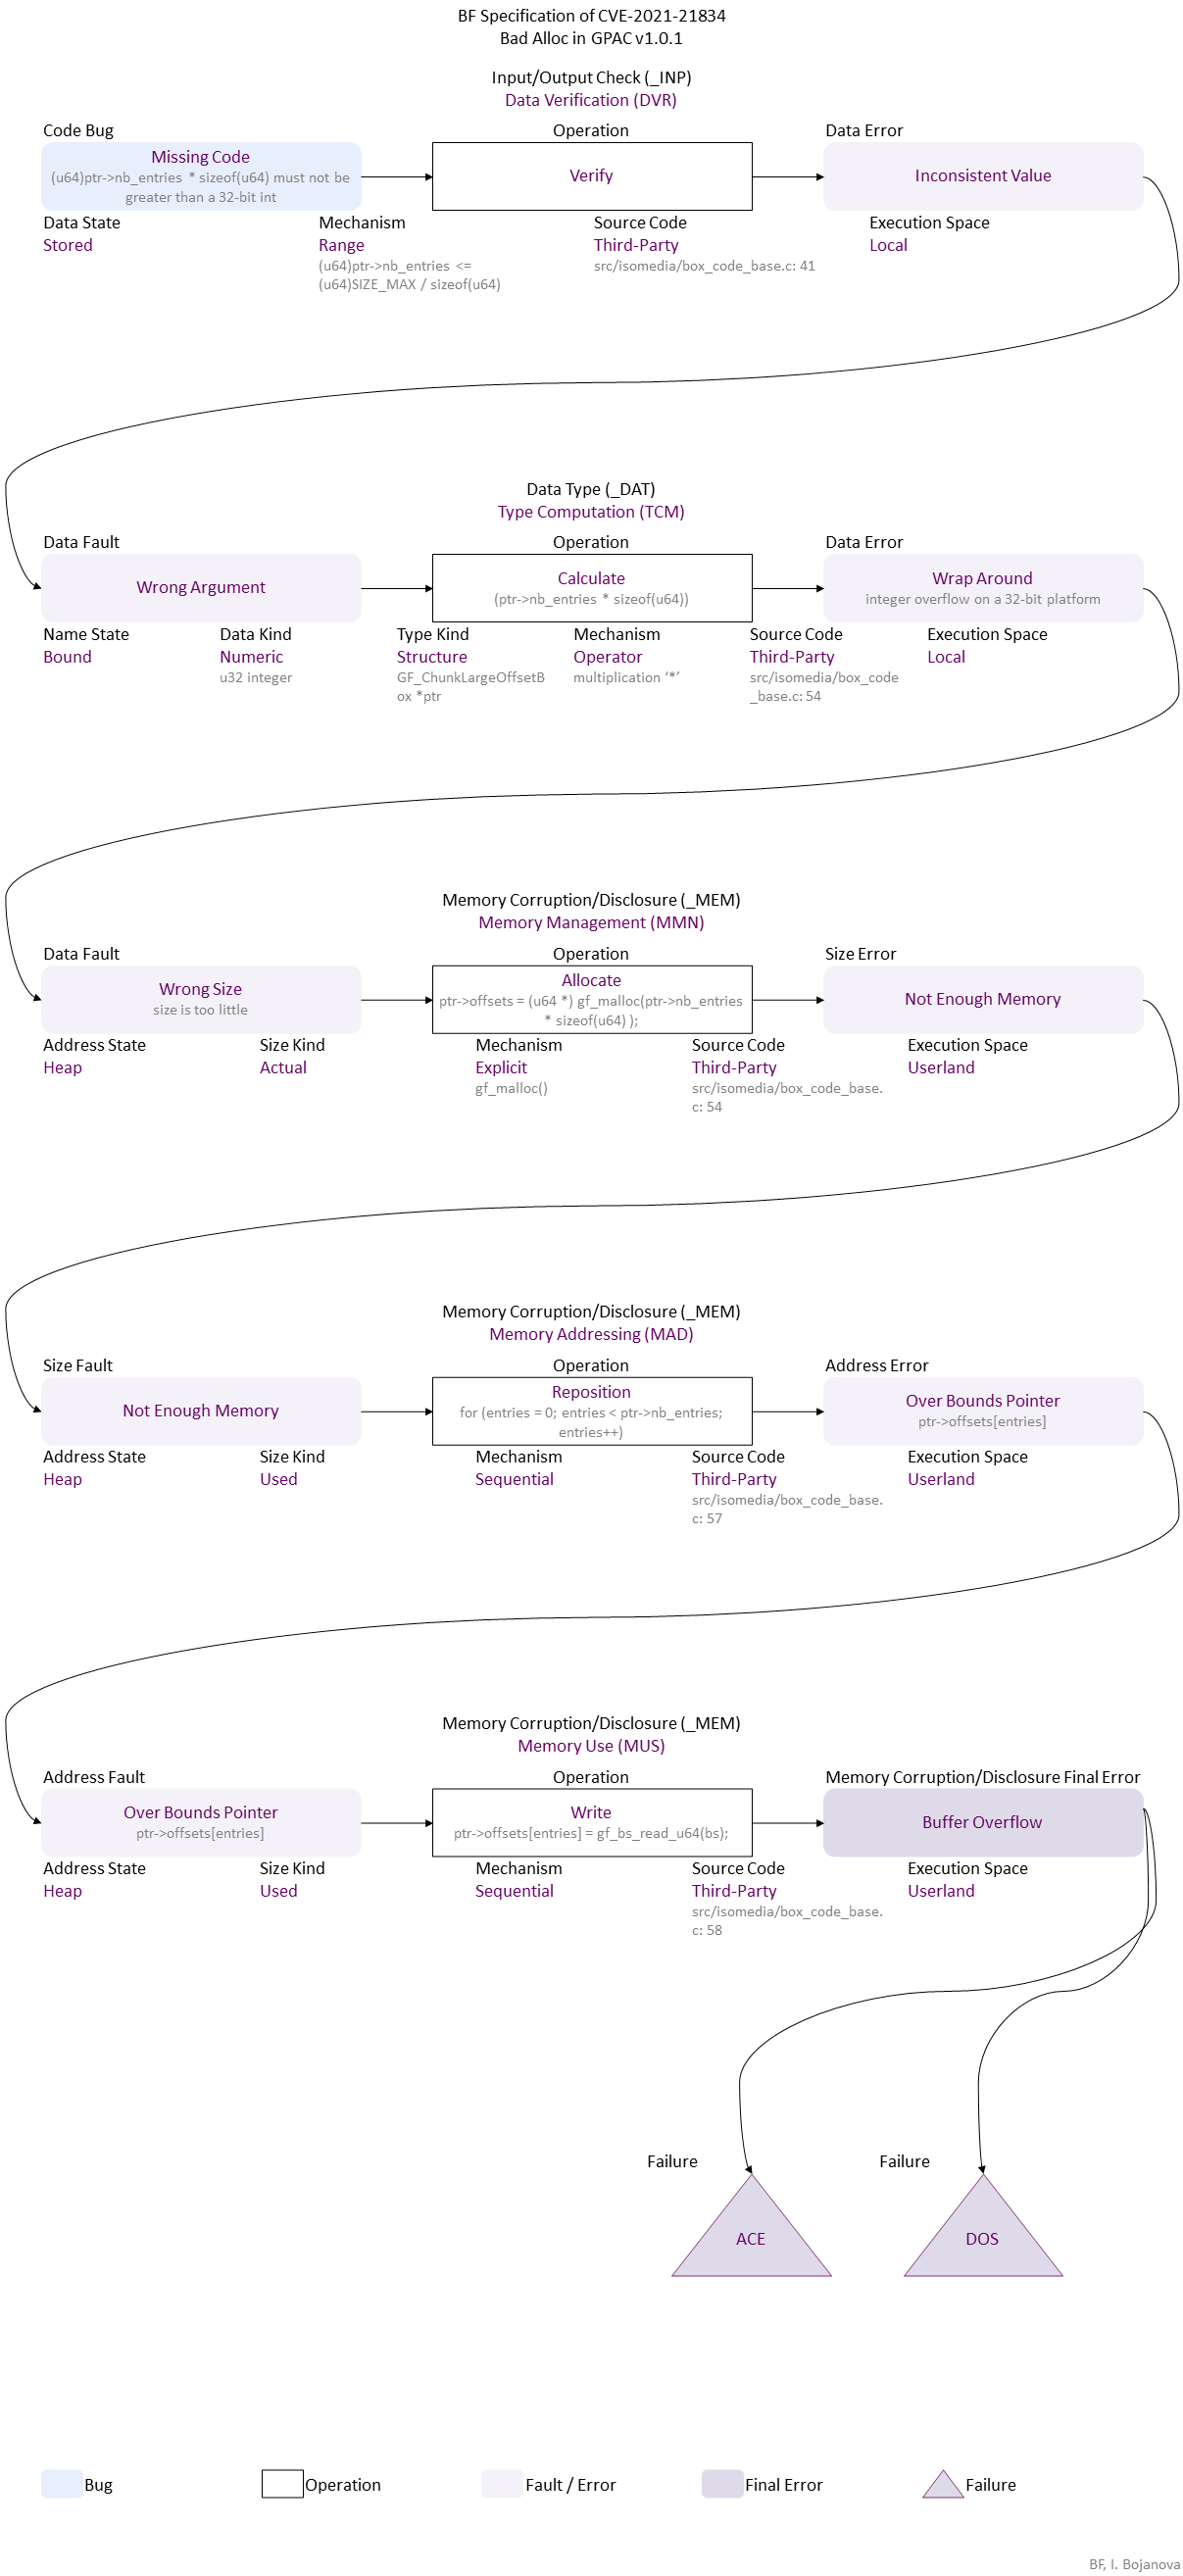 BF Specification of CVE-2021-21834
Bad Alloc in GPAC v1.0.1
Input/Output Check (_INP)
Data Verification (DVR)
Code Bug
Operation
Data Error
Missing Code
(u64)ptr->nb_entries * sizeof(u64) must not be
greater than a 32-bit int
Verify
Inconsistent Value
Data State
Mechanism
Source Code
Execution Space
Stored
Range
Third-Party
Local
(u64)ptr->nb_entries <=
(u64)SIZE_MAX / sizeof(u64)
src/isomedia/box_code_base.c: 41
Data Type (_DAT)
Type Computation (TCM)
Data Fault
Operation
Data Error
Wrong Argument
Calculate
(ptr->nb_entries * sizeof(u64))
Wrap Around
integer overflow on a 32-bit platform
Name State
Data Kind
Type Kind
Mechanism
Source Code
Execution Space
Bound
Numeric
Structure
Operator
Third-Party
Local
u32 integer
GF_ChunkLargeOffsetB
ox *ptr
multiplication ‘*’
src/isomedia/box_code
_base.c: 54
Memory Corruption/Disclosure (_MEM)
Memory Management (MMN)
Data Fault
Operation
Size Error
Wrong Size
size is too little
Allocate
ptr->offsets = (u64 *) gf_malloc(ptr->nb_entries
* sizeof(u64) );
Not Enough Memory
Address State
Size Kind
Mechanism
Source Code
Execution Space
Heap
Actual
Explicit
Third-Party
Userland
gf_malloc()
src/isomedia/box_code_base.
c: 54
Memory Corruption/Disclosure (_MEM)
Memory Addressing (MAD)
Size Fault
Operation
Address Error
Not Enough Memory
Reposition
for (entries = 0; entries < ptr->nb_entries;
entries++)
Over Bounds Pointer
ptr->offsets[entries]
Address State
Size Kind
Mechanism
Source Code
Execution Space
Heap
Used
Sequential
Third-Party
Userland
src/isomedia/box_code_base.
c: 57
Memory Corruption/Disclosure (_MEM)
Memory Use (MUS)
Address Fault
Operation
Memory Corruption/Disclosure Final Error
Over Bounds Pointer
ptr->offsets[entries]
Write
ptr->offsets[entries] = gf_bs_read_u64(bs);
Buffer Overflow
Address State
Size Kind
Mechanism
Source Code
Execution Space
Heap
Used
Sequential
Third-Party
Userland
src/isomedia/box_code_base.
c: 58
Failure
Failure
ACE
DOS
Bug
Operation
Fault / Error
Final Error
Failure
BF, I. Bojanova